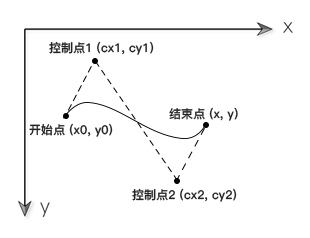 x
控制点1 (cx1, cy1)
结束点 (x, y)
开始点 (x0, y0)
控制点2 (cx2, cy2)
y